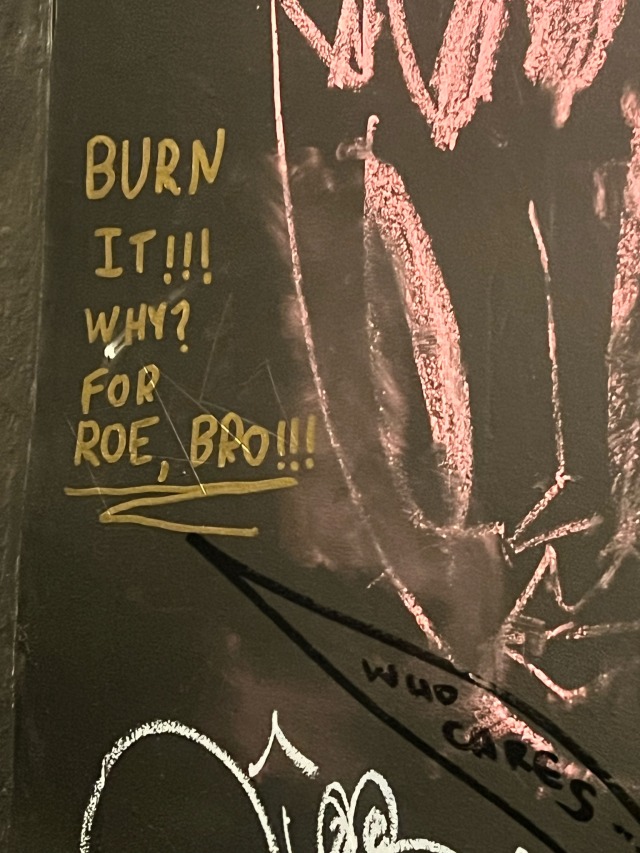 BURN
IT!!!
WHY?
FOR
ROE, BRO!!!
WHO
CARES..